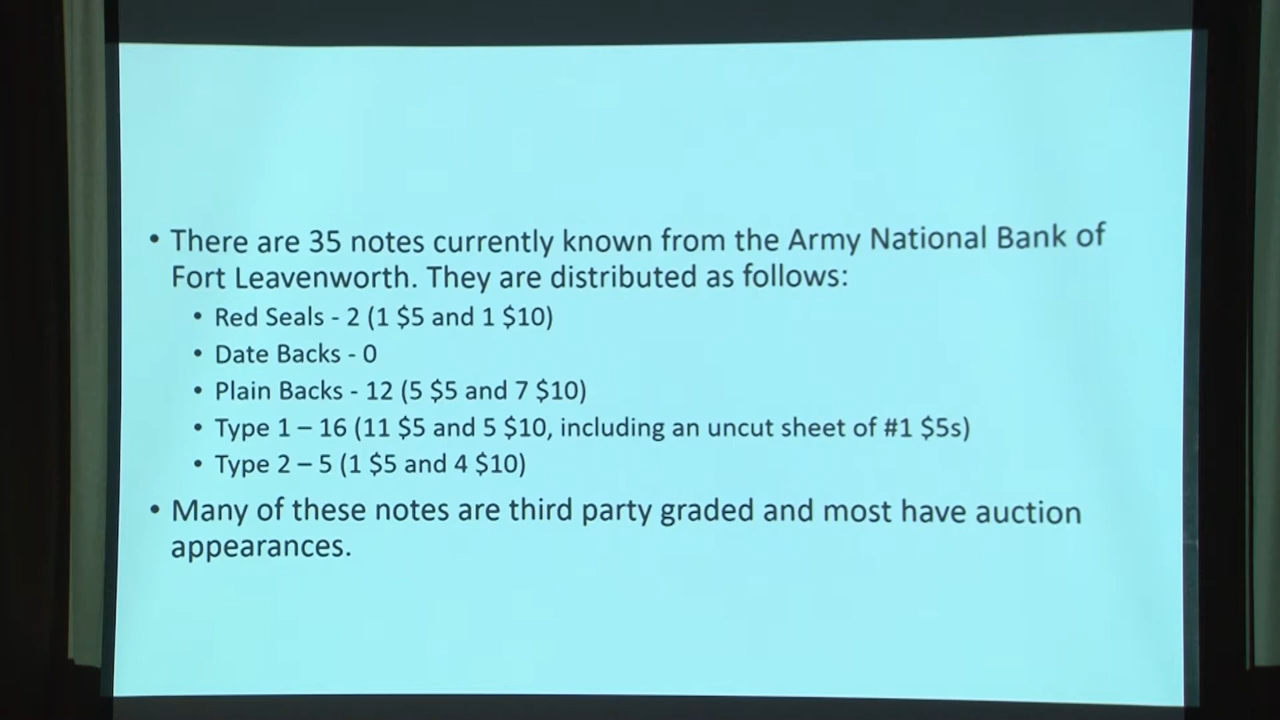 • There are 35 notes currently known from the Army National Bank of
Fort Leavenworth. They are distributed as follows:
• Red Seals - 2 (1 $5 and 1 $10)
• Date Backs - 0
• Plain Backs - 12 (5 $5 and 7 $10)
• Type 1 – 16 (11 $5 and 5 $10, including an uncut sheet of #1 $5s)
• Type 2 – 5 (1 $5 and 4 $10)
• Many of these notes are third party graded and most have auction
appearances.